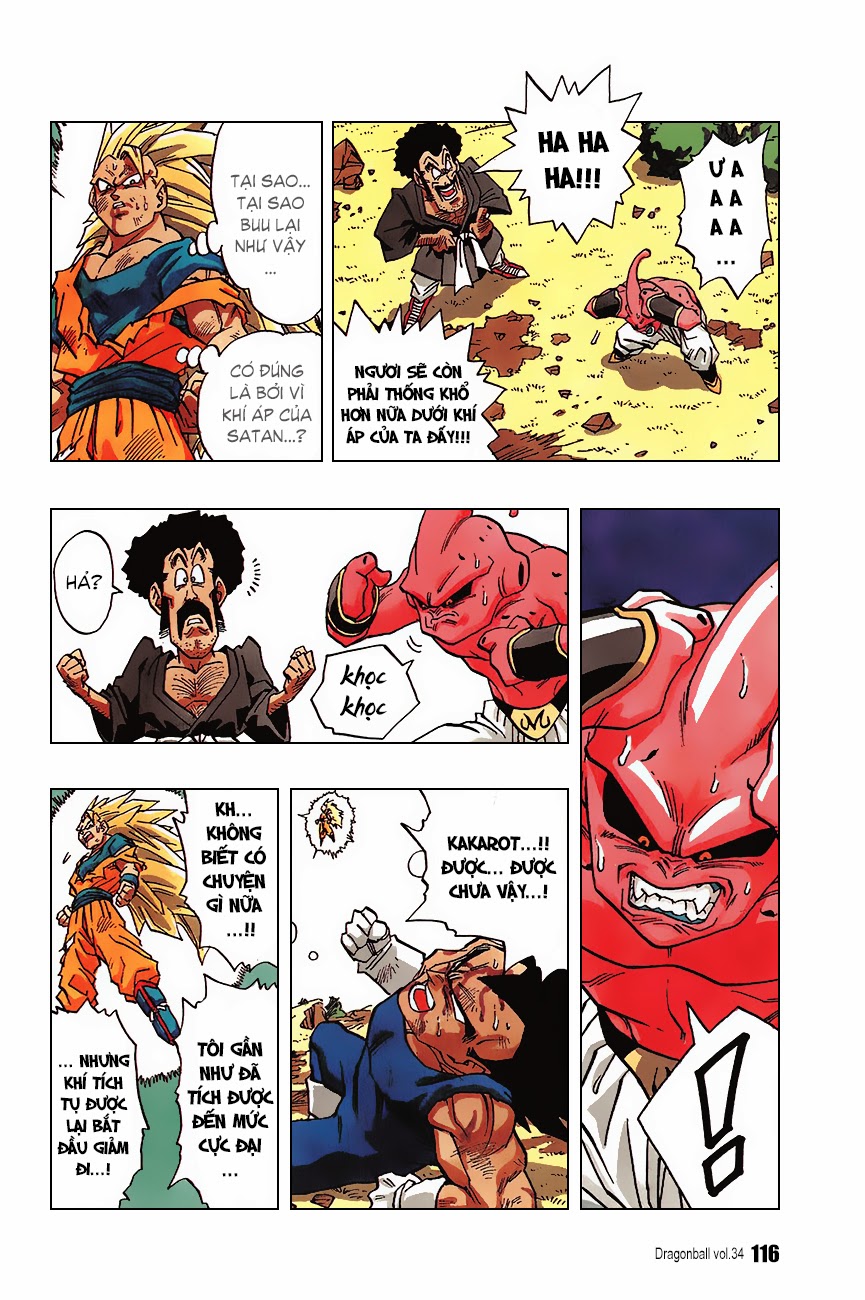 TẠI SAO...
TẠI SAO
BUU LẠI
NHƯ VẬY
...
CÓ ĐÚNG
LÀ BỞI VÌ
KHÍ ÁP CỦA
SATAN...?
HA HA
HA!!!
Ư A
A A
A A
...
NGƯƠI SẼ CÒN
PHẢI THỐNG KHỔ
HƠN NỮA DƯỚI KHÍ
ÁP CỦA TA ĐẤY!!!
HẢ?
khọc
khọc
!
KAKAROT...!!
ĐƯỢC... ĐƯỢC
CHƯA VẬY...!
KH...
KHÔNG
BIẾT CÓ
CHUYỆN
GÌ NỮA
...!!
TÔI GẦN
NHƯ ĐÃ
TÍCH ĐƯỢC
ĐẾN MỨC
CỰC ĐẠI
...
... NHƯNG
KHÍ TÍCH
TỤ ĐƯỢC
LẠI BẮT
ĐẦU GIẢM
ĐI...!
Dragonball vol.34 116